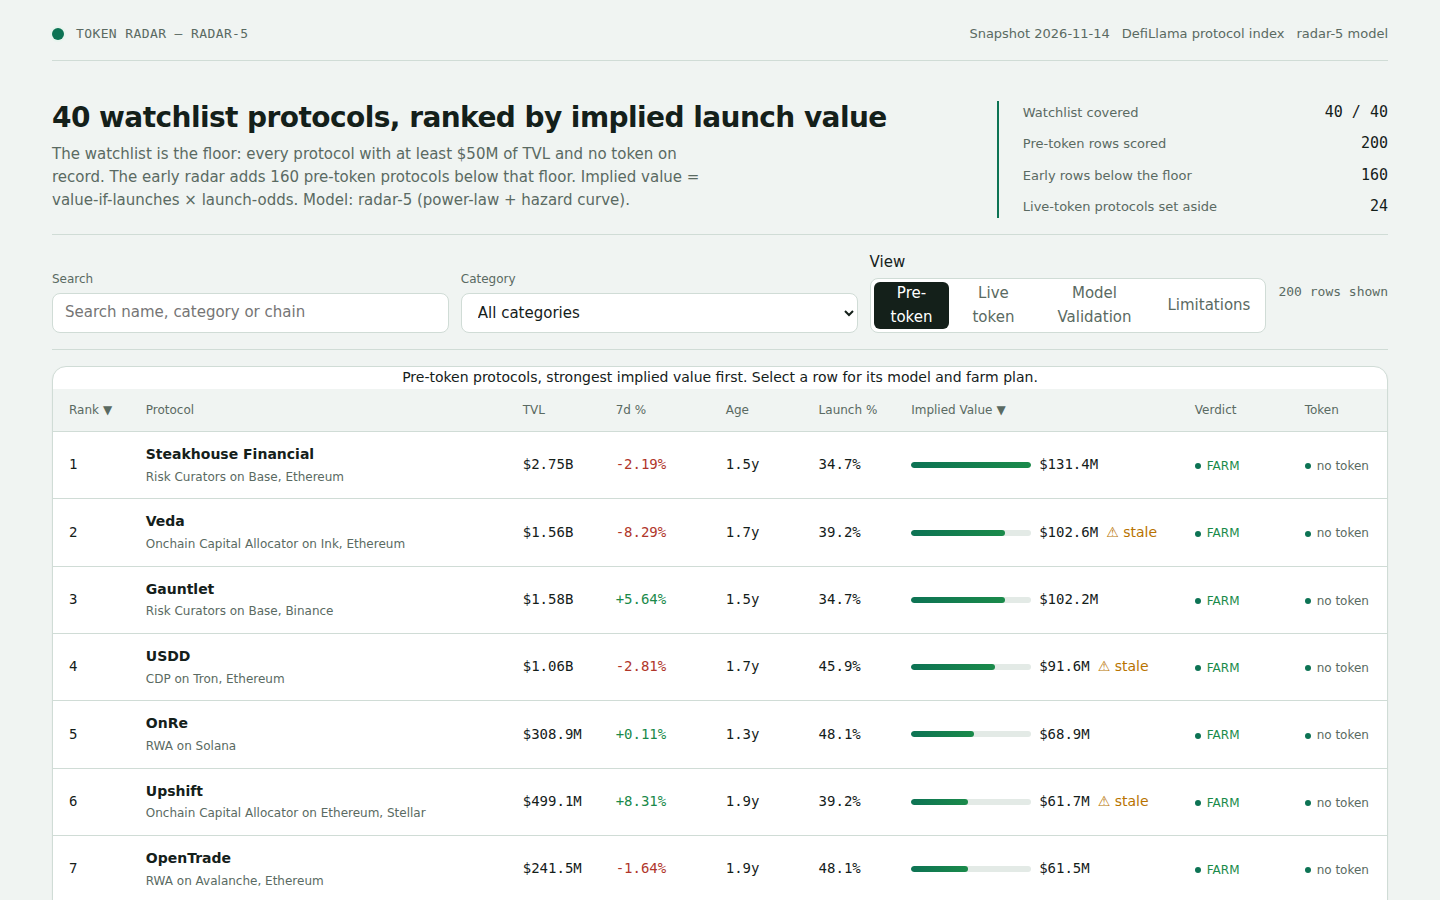 TOKEN RADAR — RADAR-5
Snapshot 2026-11-14 DefiLlama protocol index radar-5 model
40 watchlist protocols, ranked by implied launch value
The watchlist is the floor: every protocol with at least $50M of TVL and no token on
record. The early radar adds 160 pre-token protocols below that floor. Implied value =
value-if-launches × launch-odds. Model: radar-5 (power-law + hazard curve).
Watchlist covered 40 / 40
Pre-token rows scored 200
Early rows below the floor 160
Live-token protocols set aside 24
Search
Search name, category or chain
Category
All categories
View
Pre-
token
Live
token
Model
Validation
Limitations
200 rows shown
Pre-token protocols, strongest implied value first. Select a row for its model and farm plan.
Rank ▼ Protocol TVL 7d % Age Launch % Implied Value ▼ Verdict Token
1 Steakhouse Financial $2.75B -2.19% 1.5y 34.7% $131.4M FARM no token
Risk Curators on Base, Ethereum
2 Veda $1.56B -8.29% 1.7y 39.2% $102.6M ⚠ stale FARM no token
Onchain Capital Allocator on Ink, Ethereum
3 Gauntlet $1.58B +5.64% 1.5y 34.7% $102.2M FARM no token
Risk Curators on Base, Binance
4 USDD $1.06B -2.81% 1.7y 45.9% $91.6M ⚠ stale FARM no token
CDP on Tron, Ethereum
5 OnRe $308.9M +0.11% 1.3y 48.1% $68.9M FARM no token
RWA on Solana
6 Upshift $499.1M +8.31% 1.9y 39.2% $61.7M ⚠ stale FARM no token
Onchain Capital Allocator on Ethereum, Stellar
7 OpenTrade $241.5M -1.64% 1.9y 48.1% $61.5M FARM no token
RWA on Avalanche, Ethereum